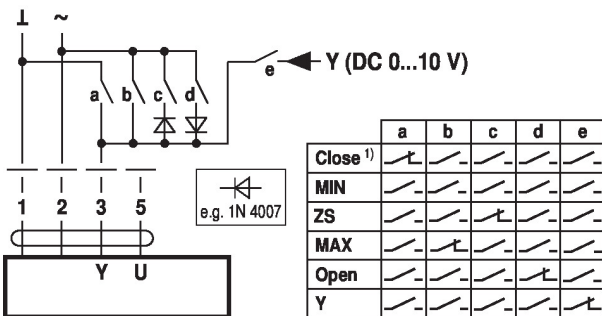 ⊥ ~
e Y (DC 0...10 V)
a b c d
1 2 3 5
e.g. 1N 4007
Y U
a b c d e
Close 1)
MIN
ZS
MAX
Open
Y